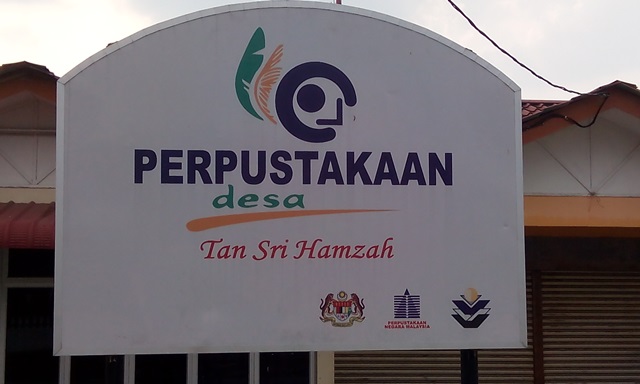 PERPUSTAKAAN
desa
Tan Sri Hamzah
PERPUSTAKAAN
NEGARA MALAYSIA